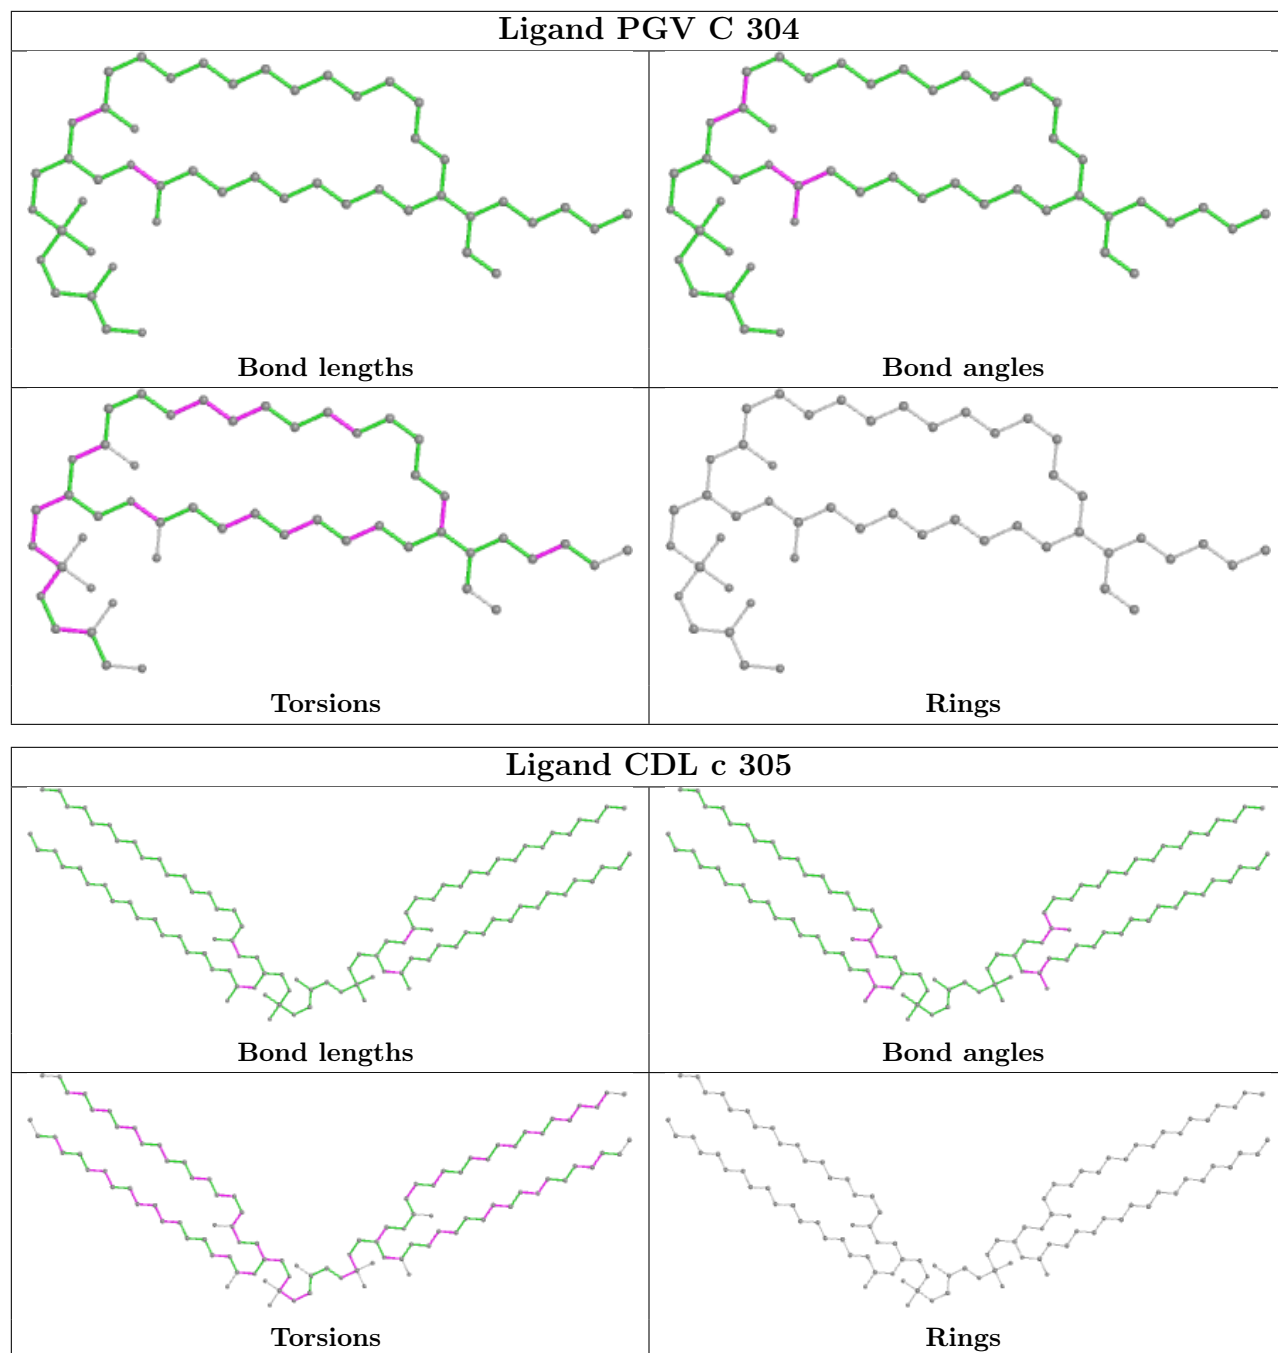 Ligand PGV C 304
Bond lengths
Bond angles
Torsions
Rings
Ligand CDL c 305
Bond lengths
Bond angles
Torsions
Rings